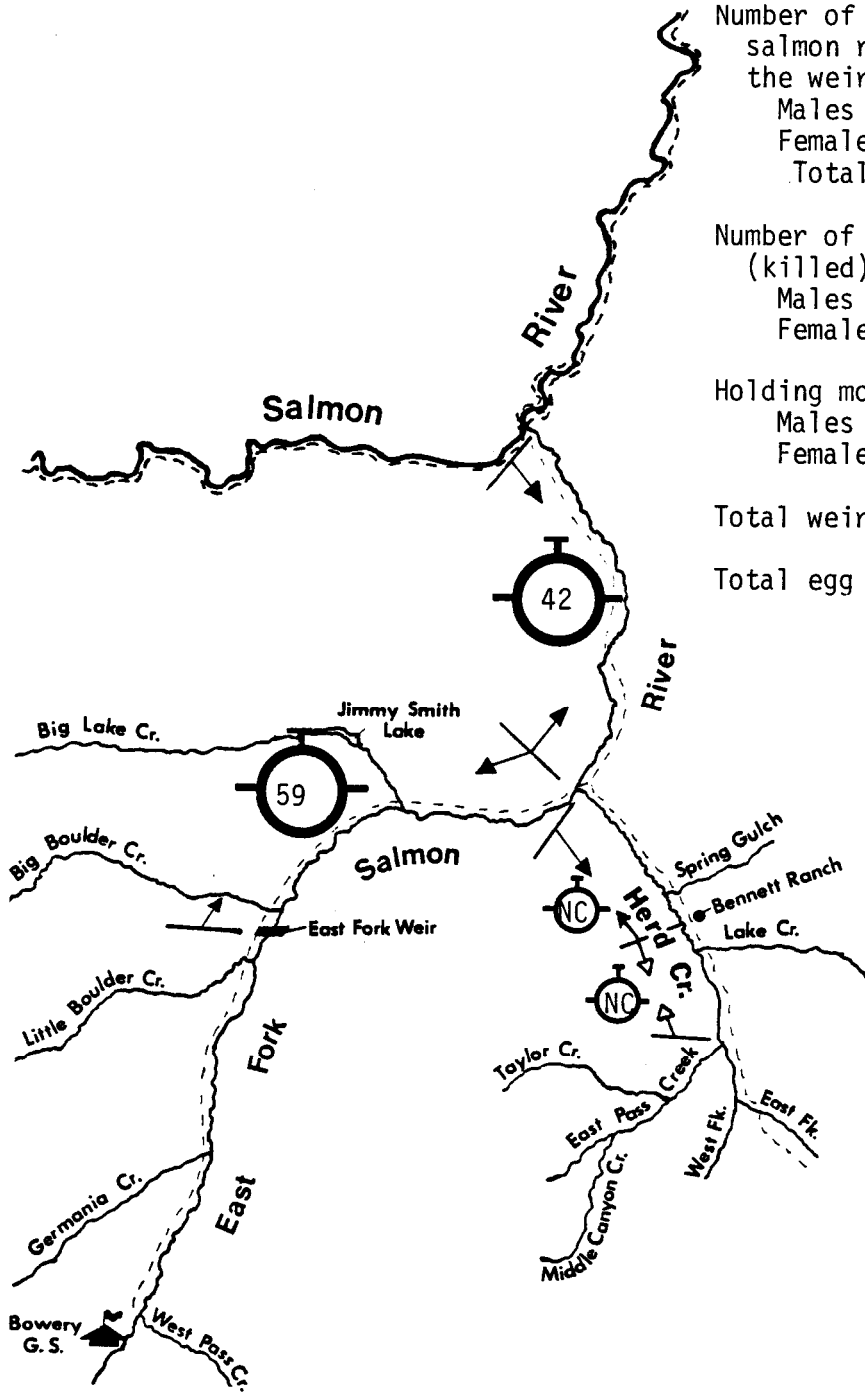 Number of
salmon
the weir
Males
Female
Total
Number of
(killed)
Males
Female
Holding
Males
Female
Total weir
Total egg
River
Salmon
42
River
Jimmy Smith
Lake
Big Lake Cr.
59
Salmon
Big Boulder Cr.
East Fork Weir
Little Boulder Cr.
Fork
East
Germania Cr.
Bowery
G. S.
West Pass Cr.
Spring Gulch
Bennett Ranch
Herd Cr.
Lake Cr.
NC
NC
Taylor Cr.
East Pass Creek
West Fk.
East Fk.
Middle Canyon Cr.